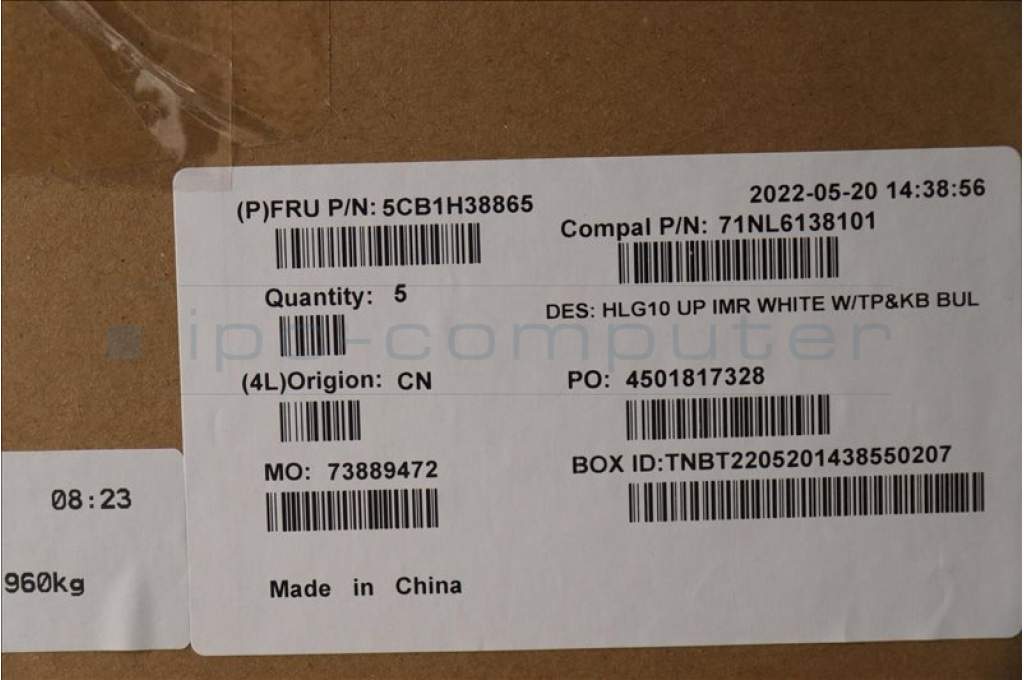 2022-05-20 14:38:56
(P)FRU P/N: 5CB1H38865
Compal P/N: 71NL6138101
Quantity: 5
DES: HLG10 UP IMR WHITE W/TP&KB BUL
ipc-computer
(4L)Origion: CN
PO: 4501817328
MO: 73889472
BOX ID:TNBT2205201438550207
Made in China
08:23
960kg